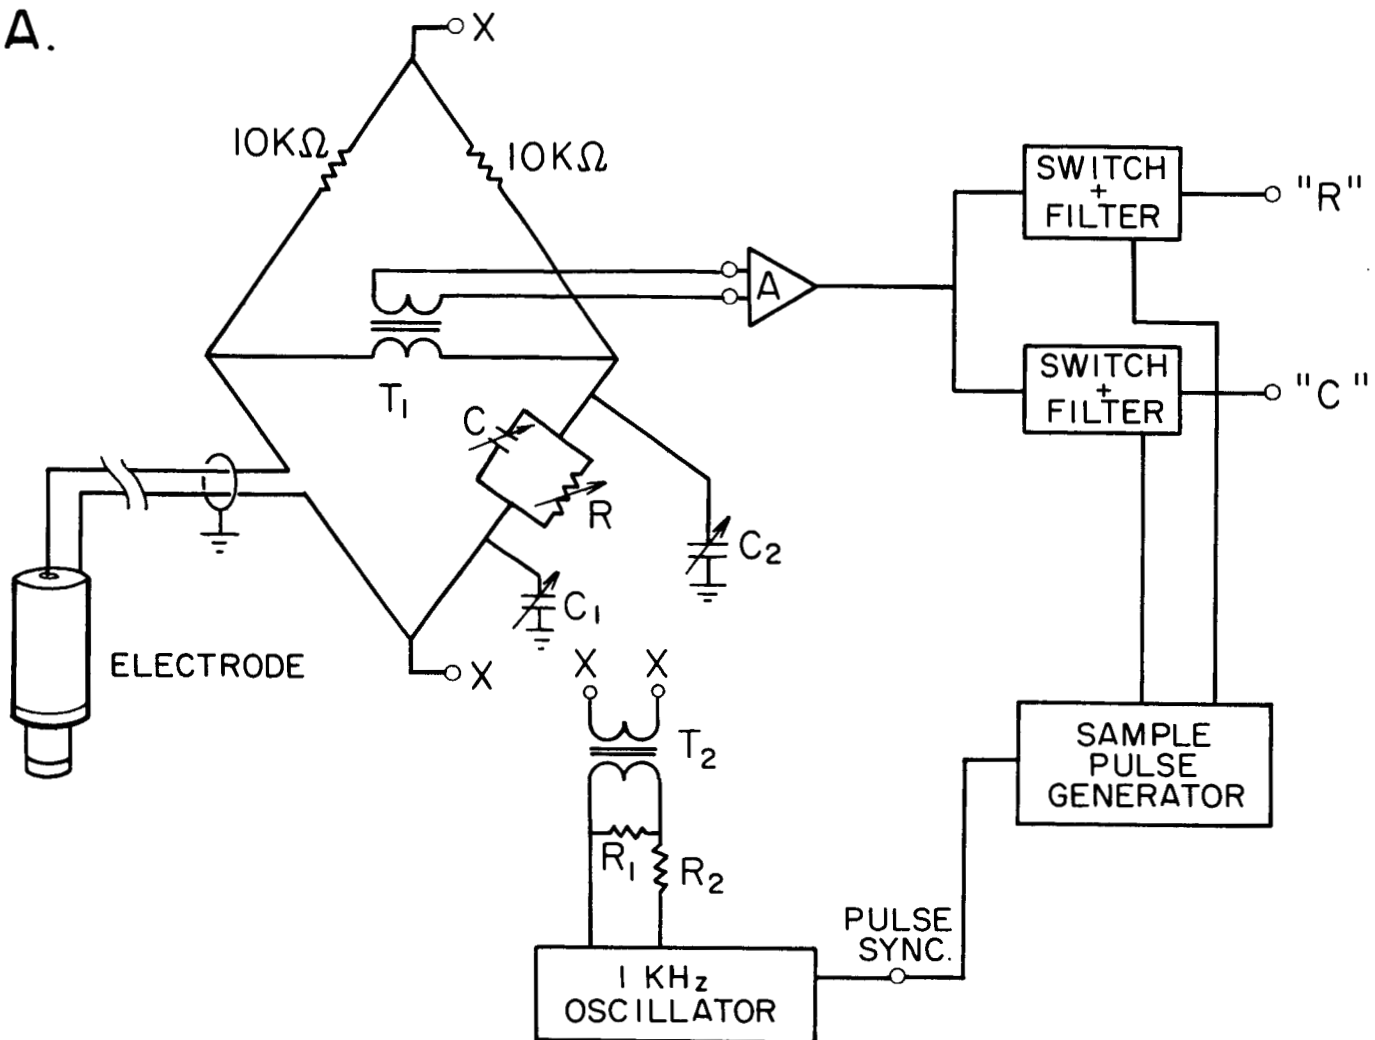 A.
X
10KΩ
10KΩ
SWITCH
+
FILTER
"R"
A
SWITCH
+
FILTER
"C"
T1
C
R
C2
C1
ELECTRODE
X
X X
T2
SAMPLE
PULSE
GENERATOR
R1
R2
PULSE
SYNC.
1 KHz
OSCILLATOR